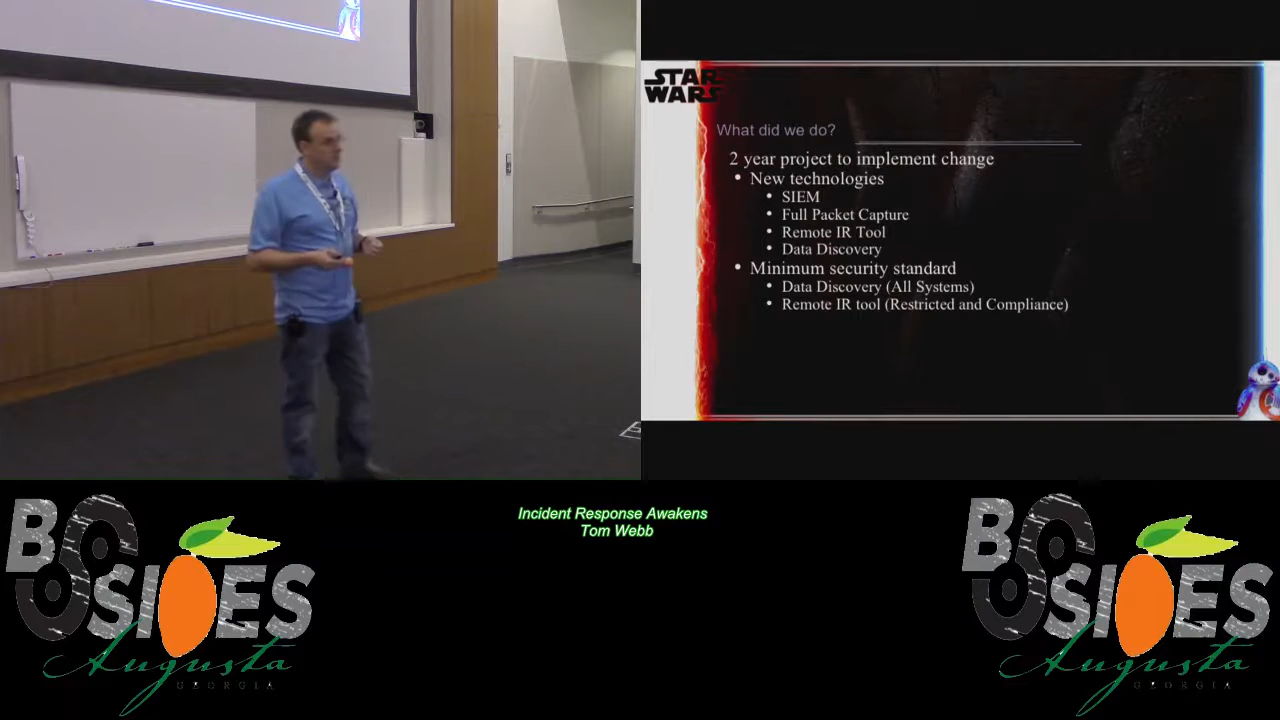 STAR
WARS
What did we do?
2 year project to implement change
• New technologies
• SIEM
• Full Packet Capture
• Remote IR Tool
• Data Discovery
• Minimum security standard
• Data Discovery (All Systems)
• Remote IR tool (Restricted and Compliance)
Incident Response Awakens
Tom Webb
BSIDES
Augusta
GEORGIA
BSIDES
Augusta
GEORGIA